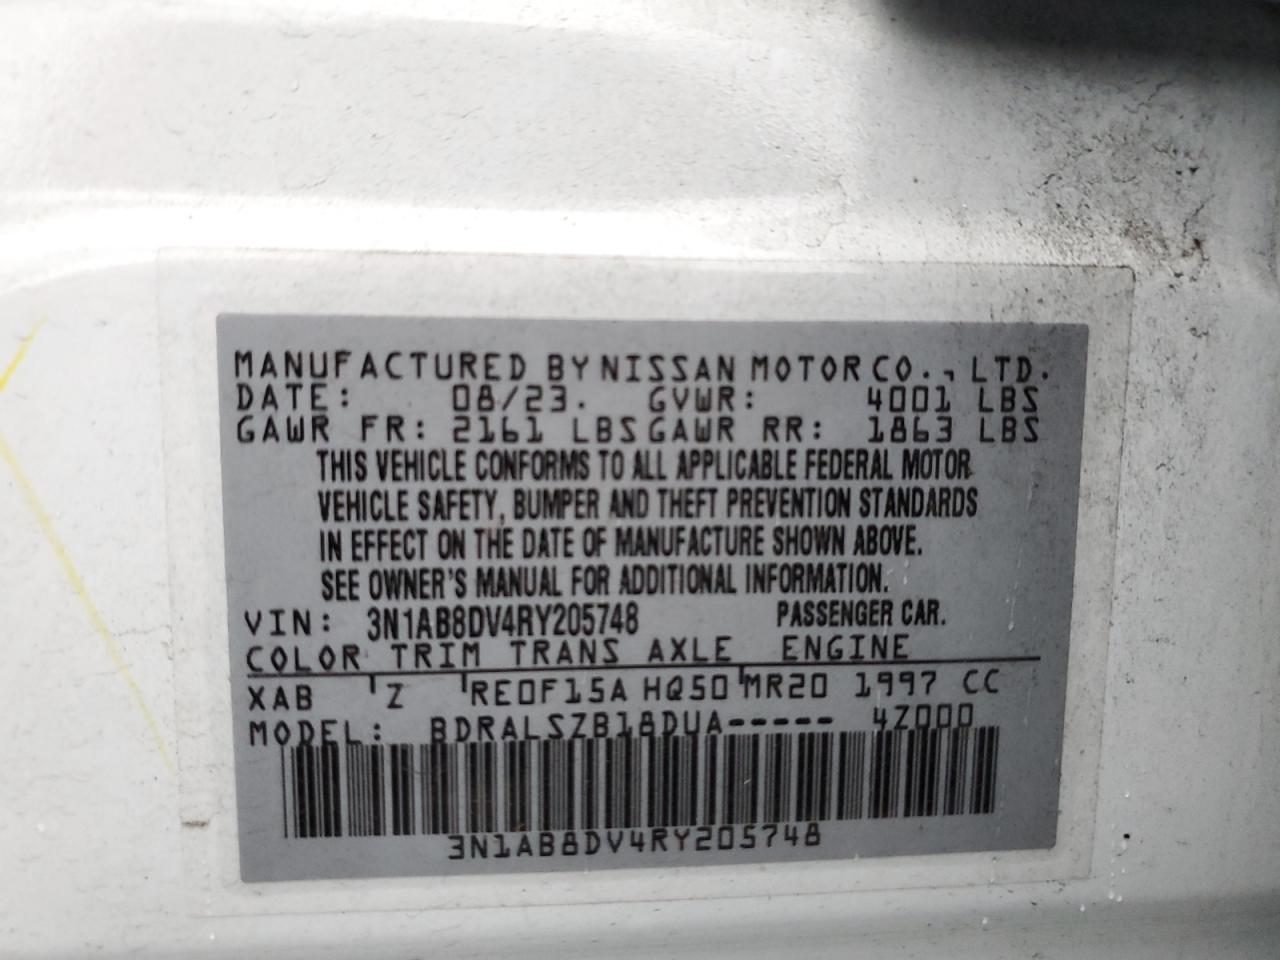 MANUFACTURED BY NISSAN MOTOR CO., LTD.
DATE: 08/23. GVWR: 4001 LBS
GAWR FR: 2161 LBS GAWR RR: 1863 LBS
THIS VEHICLE CONFORMS TO ALL APPLICABLE FEDERAL MOTOR
VEHICLE SAFETY, BUMPER AND THEFT PREVENTION STANDARDS
IN EFFECT ON THE DATE OF MANUFACTURE SHOWN ABOVE.
SEE OWNER'S MANUAL FOR ADDITIONAL INFORMATION.
VIN: 3N1AB8DV4RY205748 PASSENGER CAR.
COLOR TRIM TRANS AXLE ENGINE
XAB Z RE0F15A HQ50 MR20 1997 CC
MODEL: BDRALSZB18DUA----- 4Z000
3N1AB8DV4RY205748